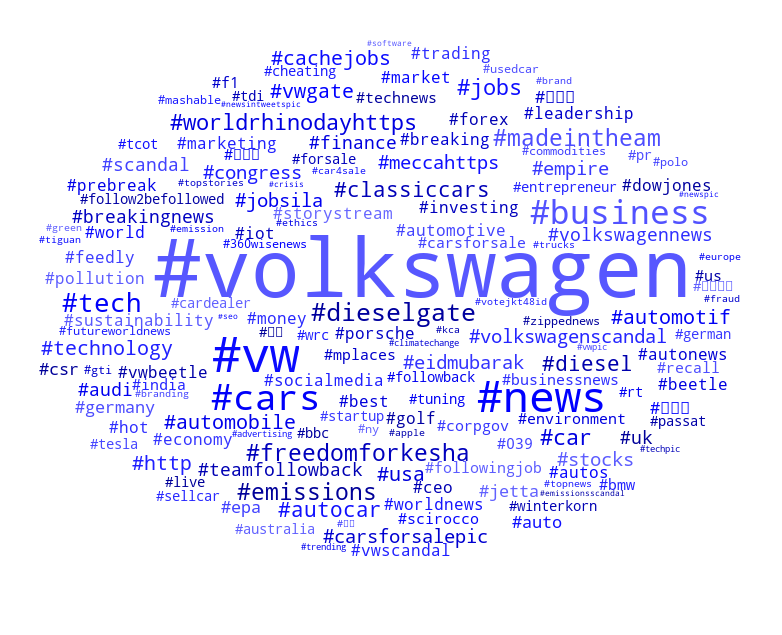 #software
#cachejobs #trading
#cheating #usedcar
#f1 #market #brand
#tdi #vwgate #jobs
#mashable #newsintweetspic #technews
#worldrhinodayhttps #forex #leadership
#tcot #marketing #finance #breaking #madeintheam
#scandal #forsale #meccahttps #commodities #pr #polo
#congress #car4sale #empire
#prebreak #topstories #crisis #classiccars #entrepreneur #dowjones
#follow2befollowed #jobsila #investing #business #newspic
#breakingnews #storystream
#green #world #emission #ethics #automotive #volkswagennews
#tiguan #iot #360wisenews #carsforsale #trucks
#feedly #volkswagen #europe
#pollution #us
#tech #cardealer #dieselgate #votejkt48id #fraud
#sustainability #seo #money #zippednews #automotif
#futureworldnews #wrc #porsche #kca #volkswagenscandal #german
#technology #vw #mplaces #climatechange #vwpic #autonews
#csr #gti #vwbeetle #eidmubarak #diesel #recall
#audi #india #socialmedia #followback #businessnews #beetle
#branding #cars #best #tuning #news #rt
#germany #startup #golf #environment #passat
#hot #automobile #ny #corpgov
#tesla #economy #advertising #bbc #apple #039 #car #uk
#freedomforkesha #techpic
#http #teamfollowback #usa #followingjob #stocks
#live #ceo #autos
#sellcar #emissions #jetta #topnews #bmw
#epa #autocar #worldnews #emissionsscandal
#winterkorn
#australia #scirocco #auto
#carsforsalepic
#trending #vwscandal